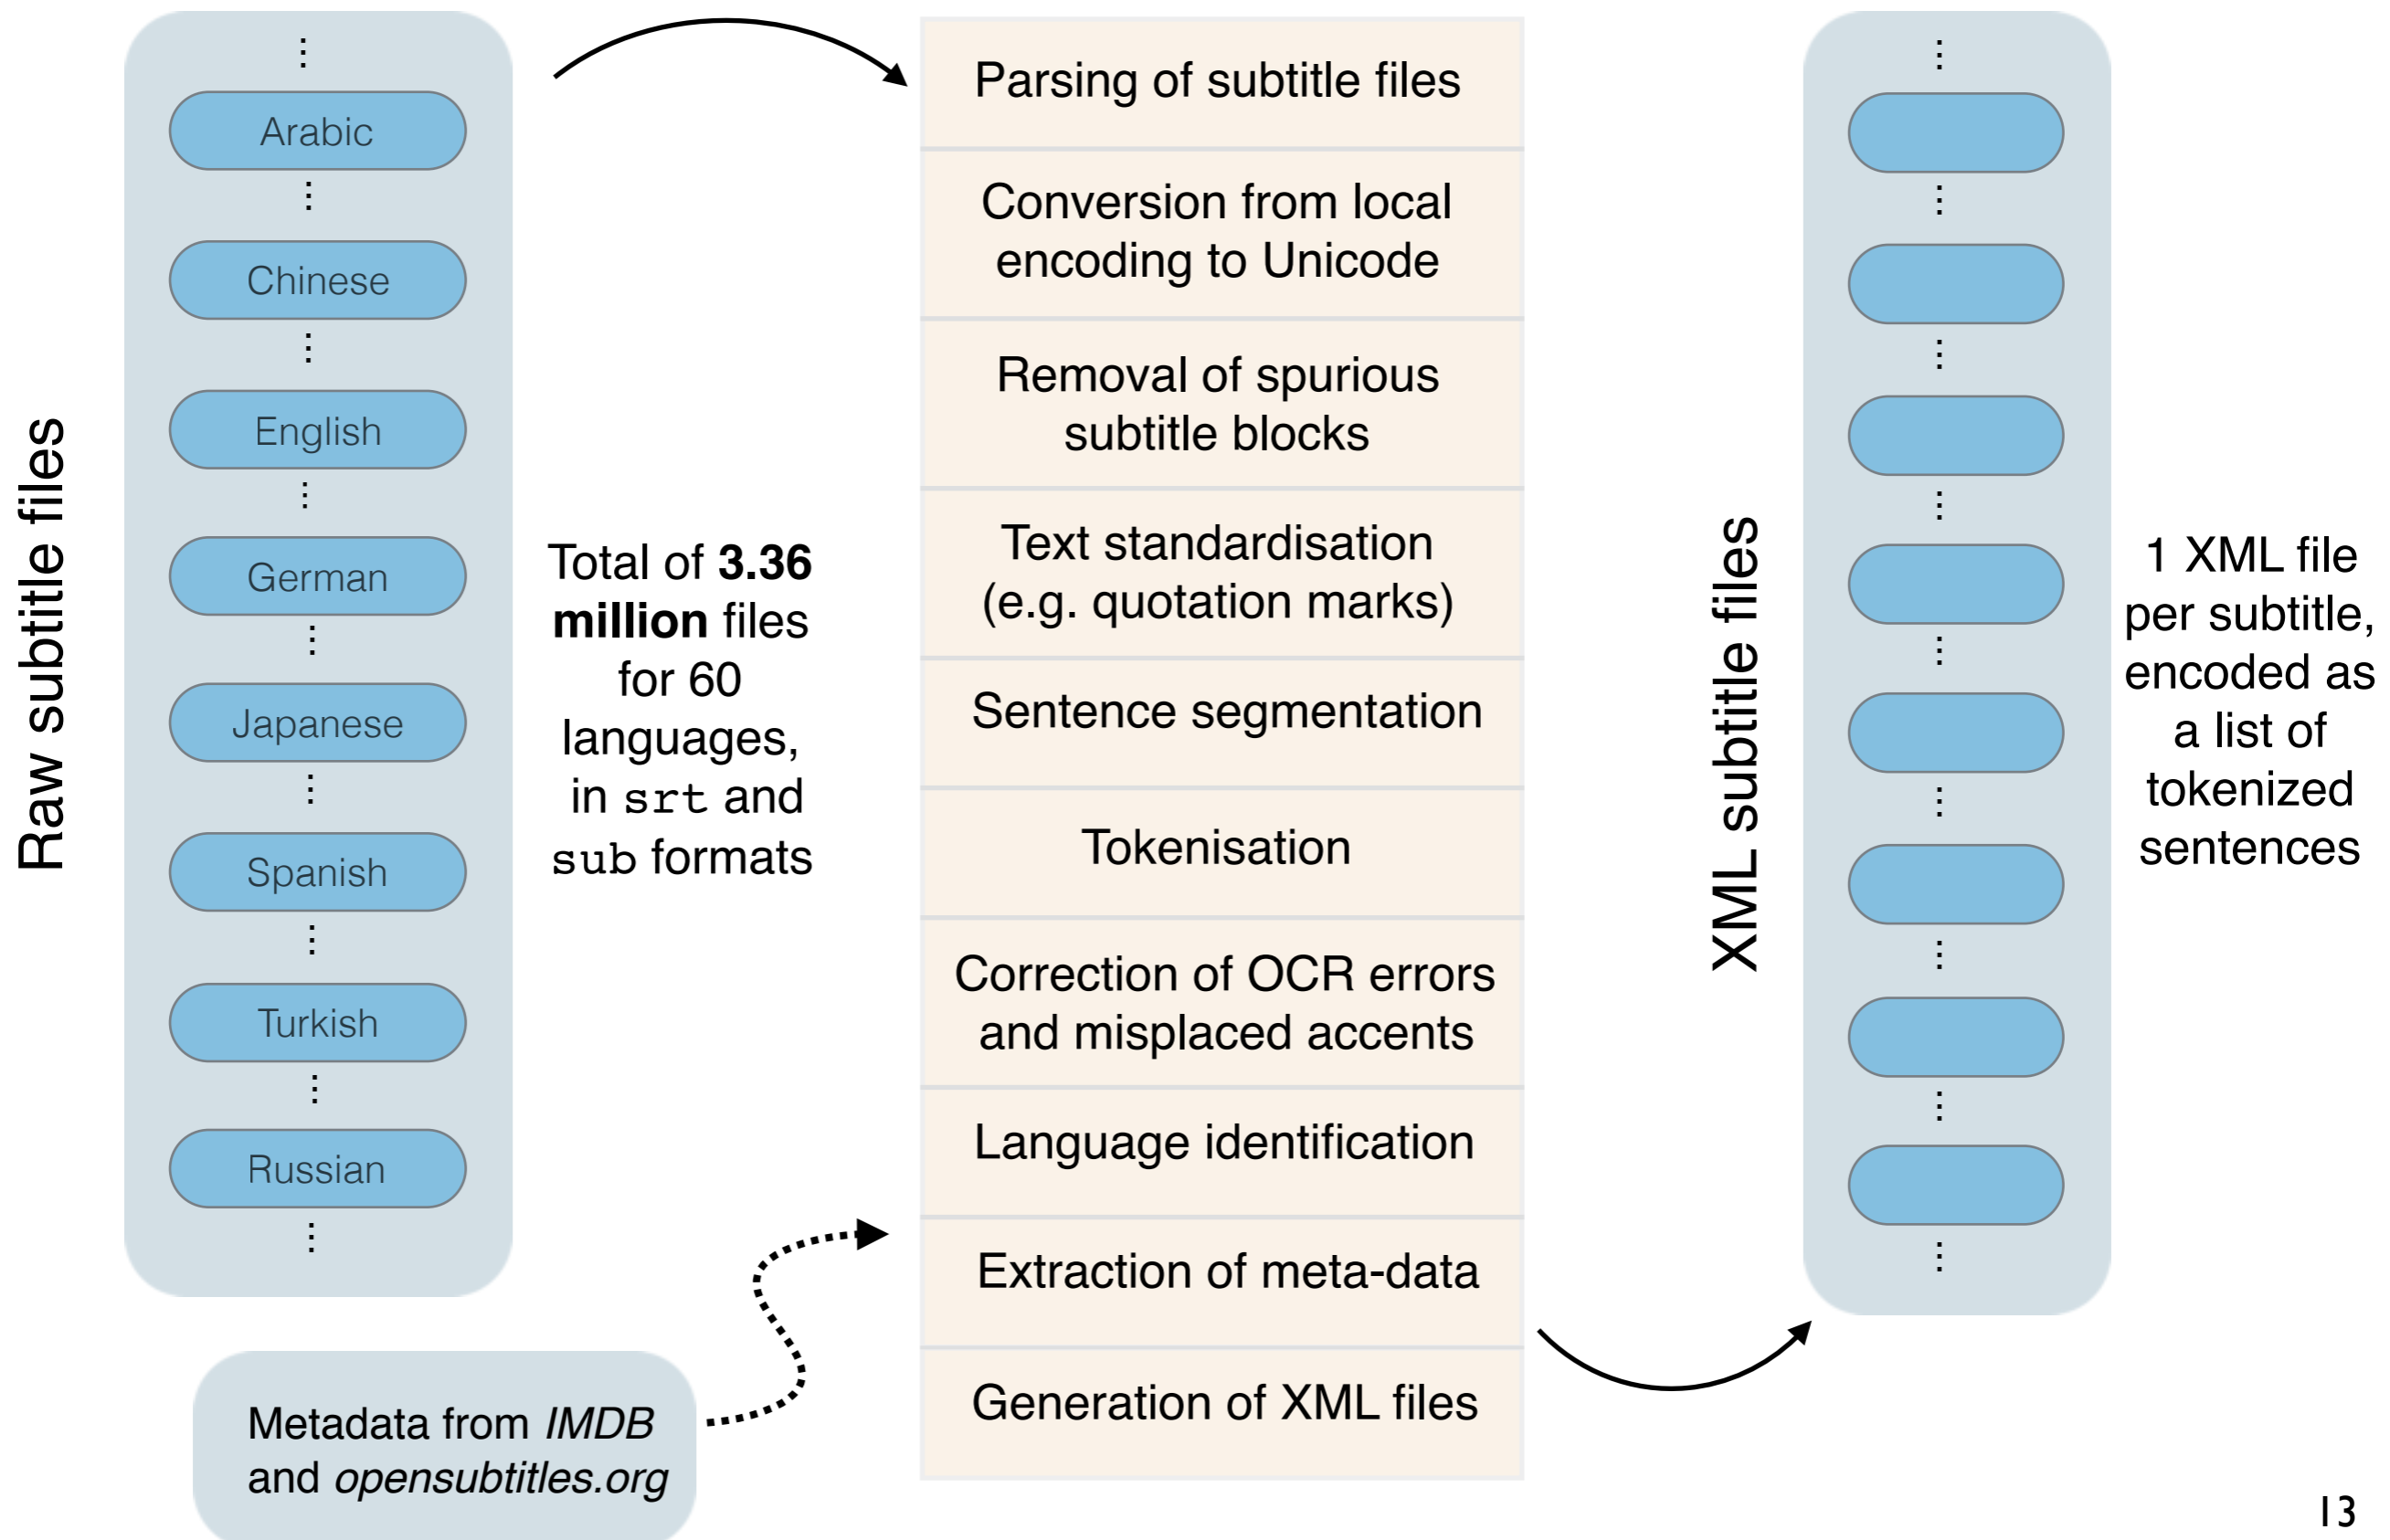 Raw subtitle files
⋮
Arabic
⋮
Chinese
⋮
English
⋮
German
⋮
Japanese
⋮
Spanish
⋮
Turkish
⋮
Russian
⋮
Total of 3.36
million files
for 60
languages,
in srt and
sub formats
Metadata from IMDB
and opensubtitles.org
Parsing of subtitle files
Conversion from local
encoding to Unicode
Removal of spurious
subtitle blocks
Text standardisation
(e.g. quotation marks)
Sentence segmentation
Tokenisation
Correction of OCR errors
and misplaced accents
Language identification
Extraction of meta-data
Generation of XML files
XML subtitle files
⋮
⋮
⋮
⋮
⋮
⋮
⋮
⋮
⋮
1 XML file
per subtitle,
encoded as
a list of
tokenized
sentences
13